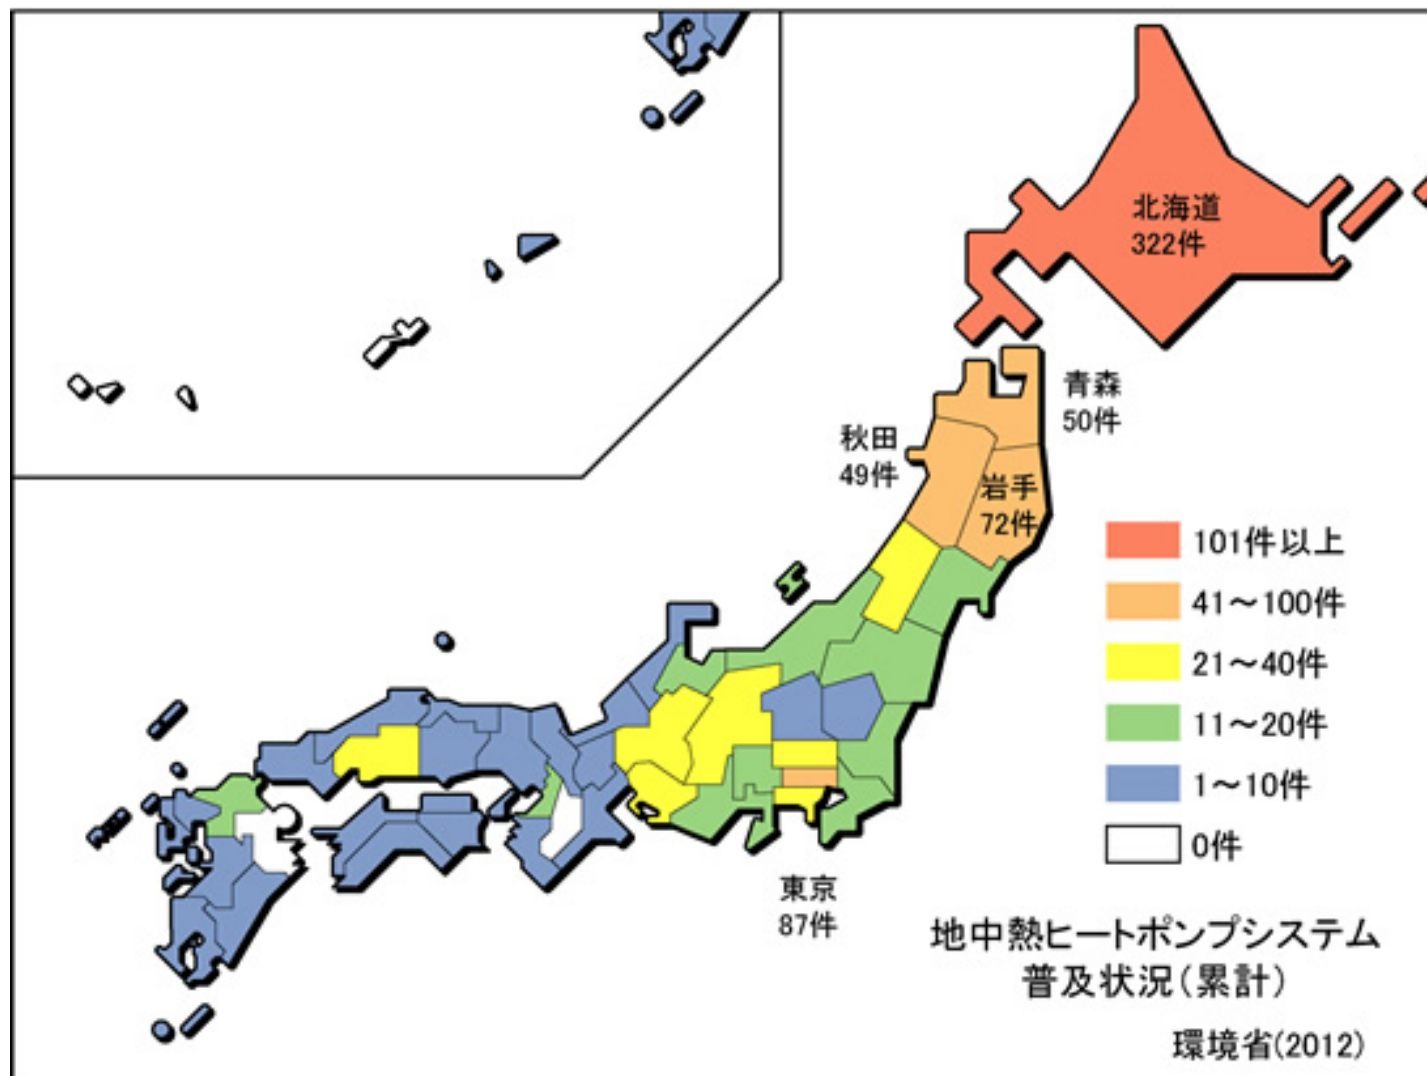 北海道
322件
青森
50件
秋田
49件
岩手
72件
101件以上
41～100件
21～40件
11～20件
1～10件
0件
東京
87件
地中熱ヒートポンプシステム
普及状況（累計）
環境省(2012)